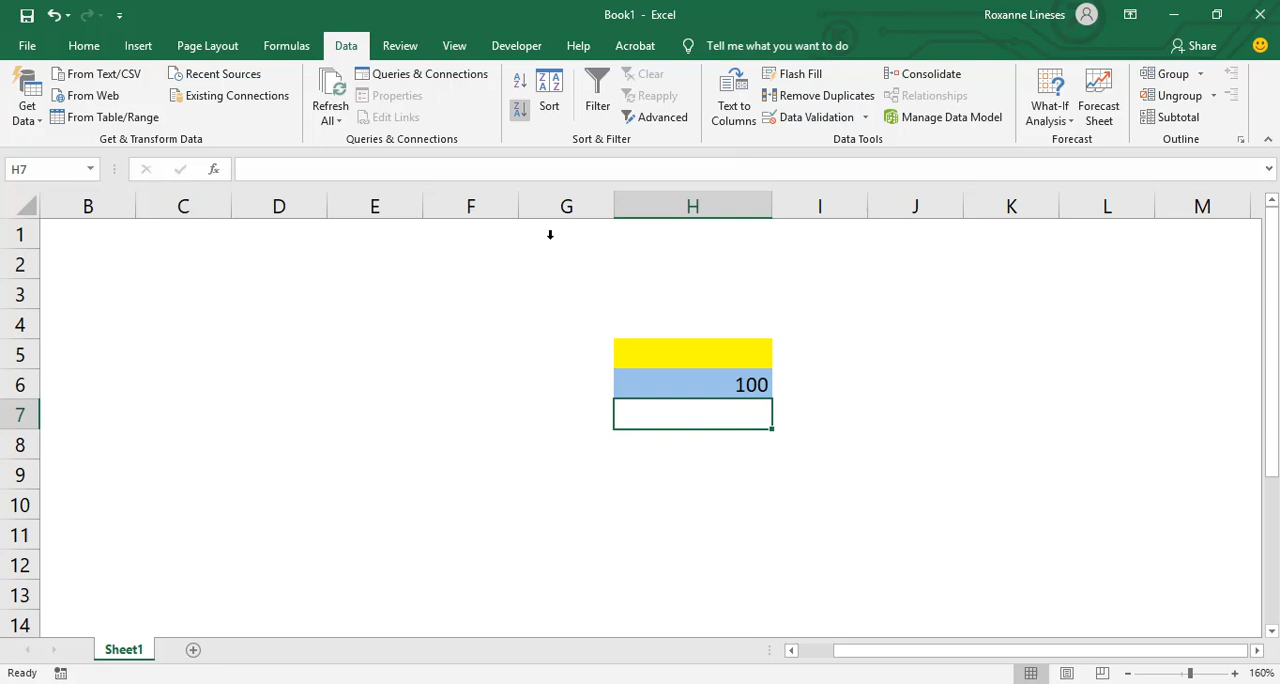 Book1 - Excel
Roxanne Lineses
File Home Insert Page Layout Formulas Data Review View Developer Help Acrobat Tell me what you want to do Share
Get Data
From Text/CSV
From Web
From Table/Range
Recent Sources
Existing Connections
Get & Transform Data
Refresh All
Queries & Connections
Properties
Edit Links
Queries & Connections
Sort
Filter
Clear
Reapply
Advanced
Sort & Filter
Text to Columns
Flash Fill
Remove Duplicates
Data Validation
Consolidate
Relationships
Manage Data Model
Data Tools
What-If Analysis
Forecast Sheet
Forecast
Group
Ungroup
Subtotal
Outline
H7 fx
B C D E F G H I J K L M
1
2
3
4
5
6 100
7
8
9
10
11
12
13
14
Sheet1
Ready 160%